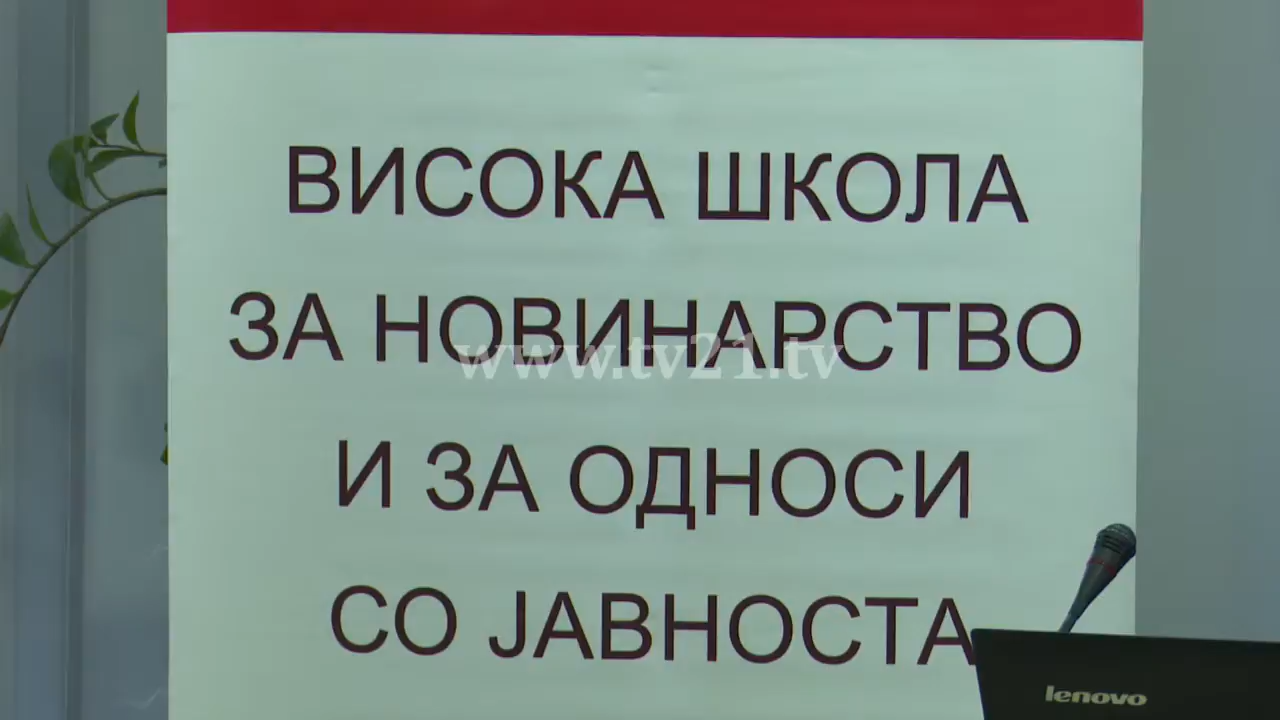 ВИСОКА ШКОЛА
ЗА НОВИНАРСТВО
www.tv21.tv
И ЗА ОДНОСИ
СО ЈАВНОСТА
lenovo